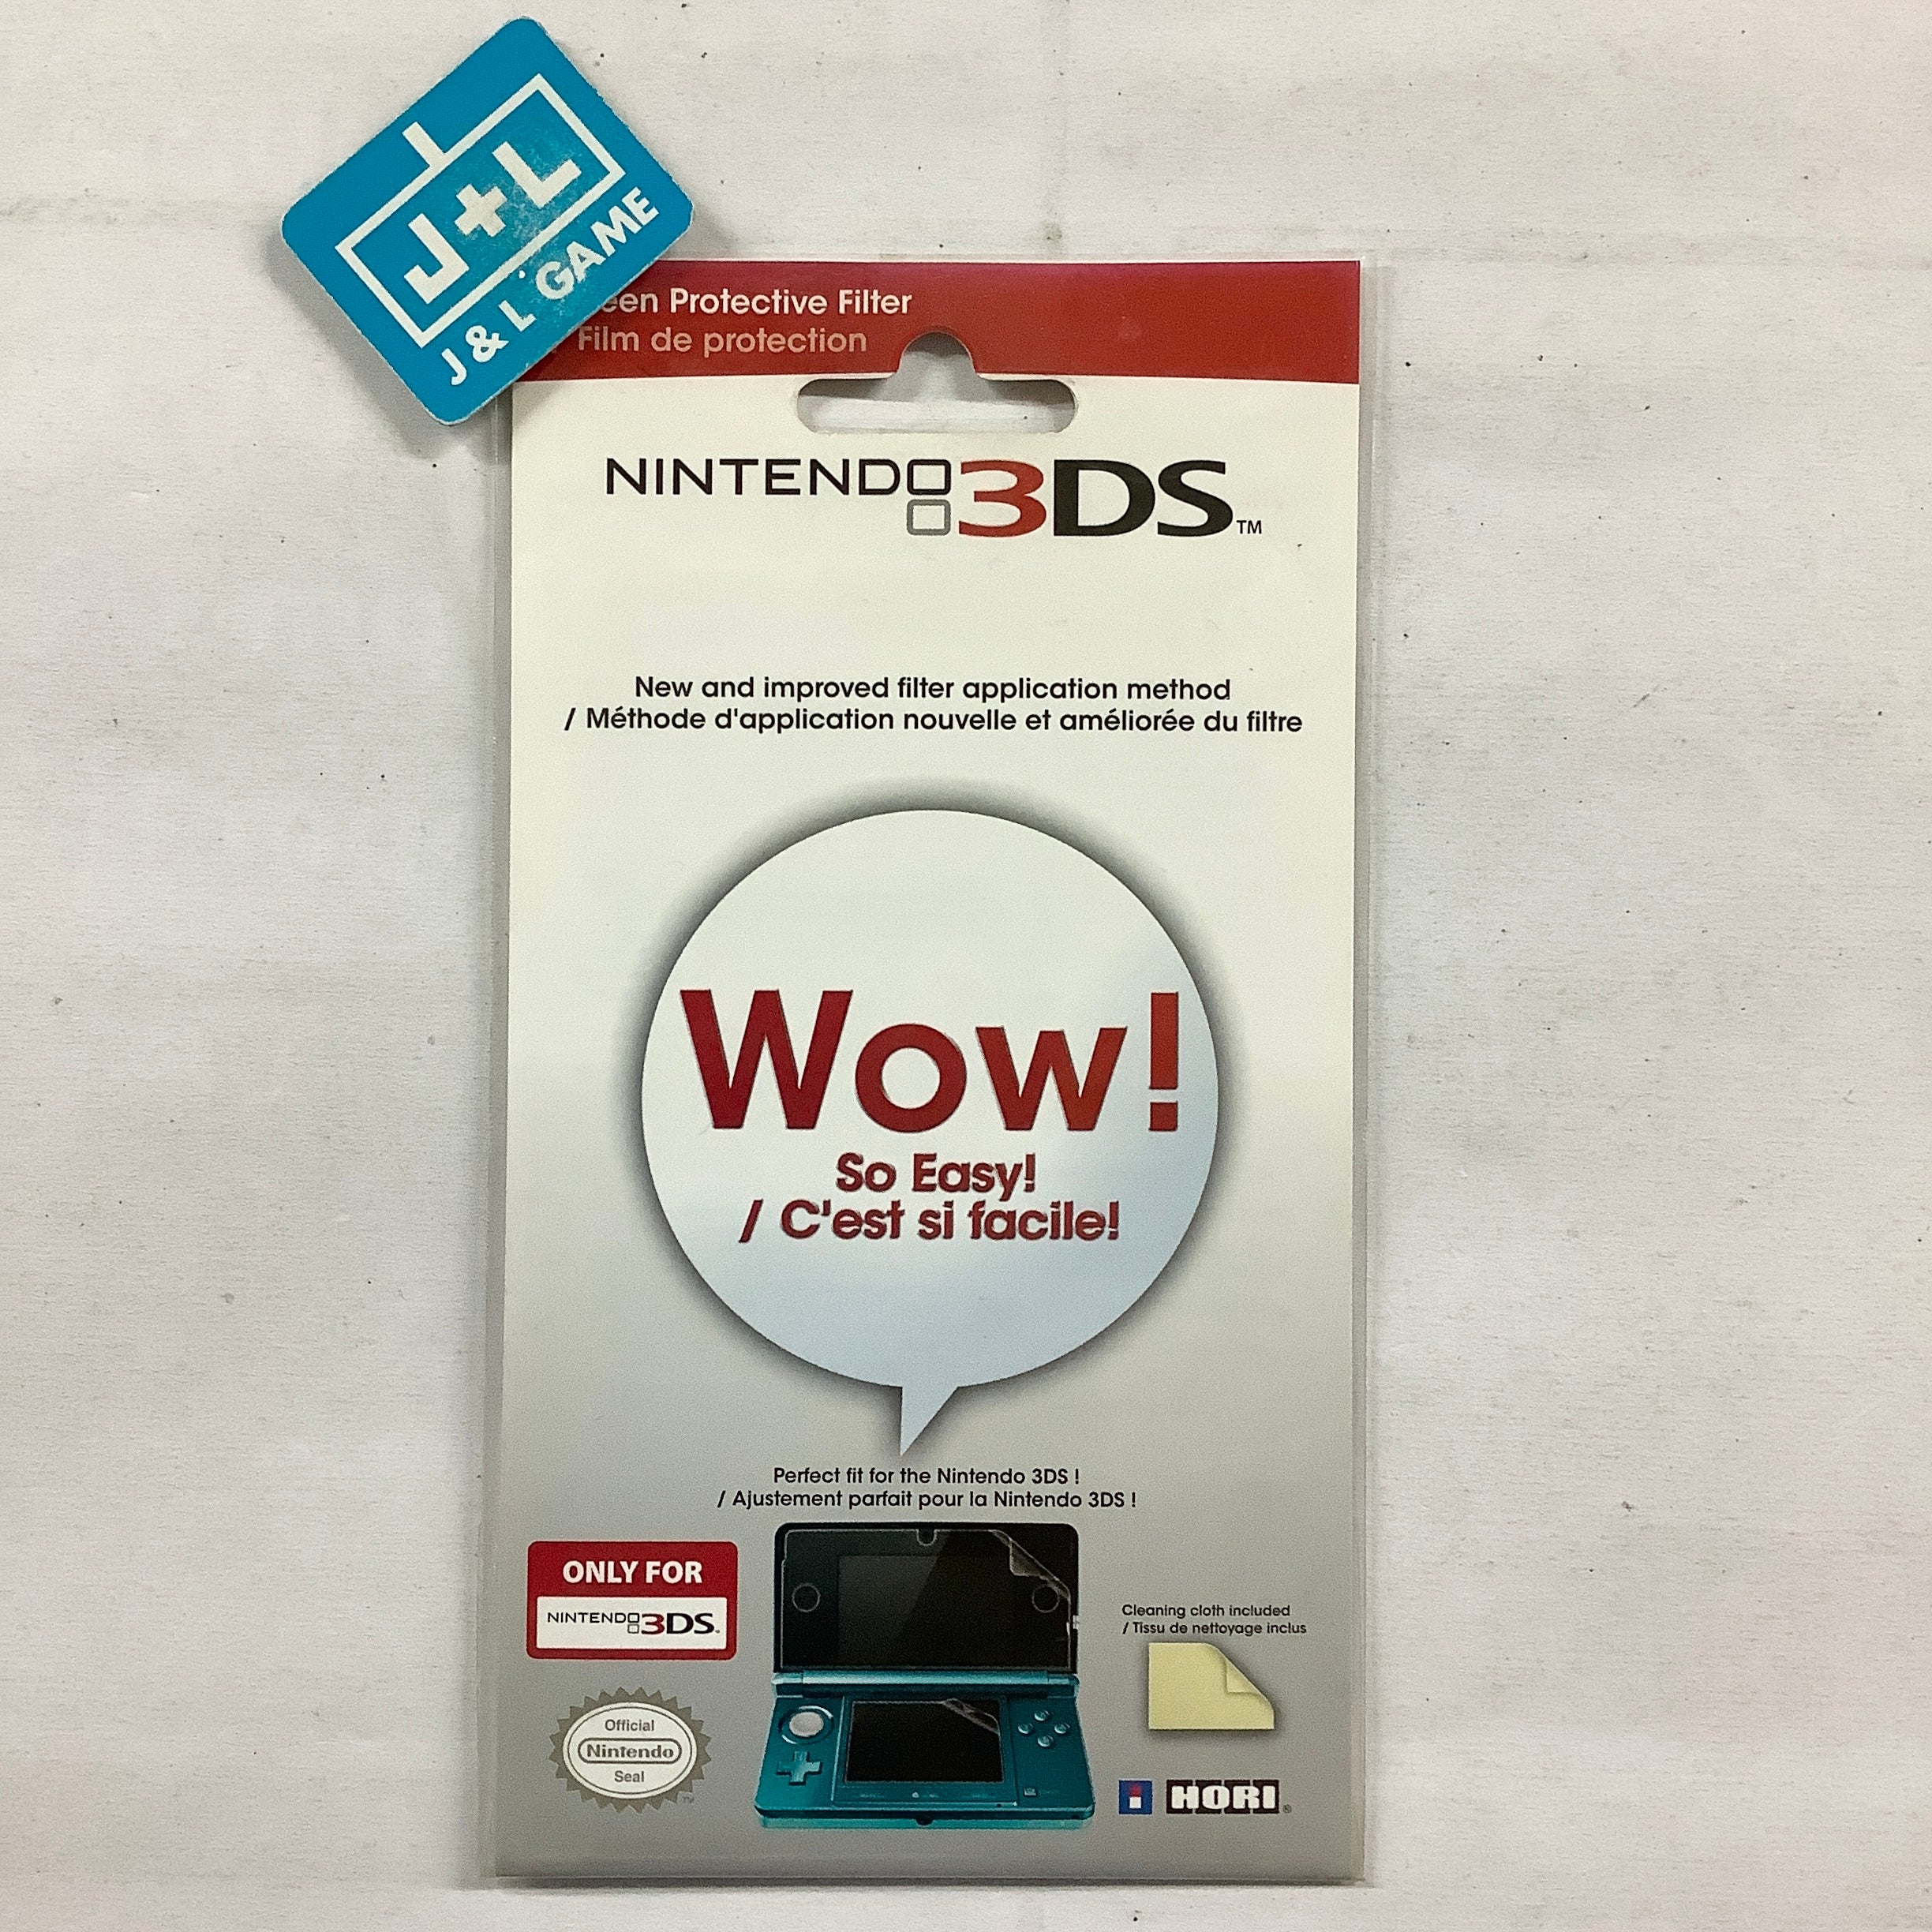 J+L
J & L GAME
Protective Filter
Film de protection
NINTENDO 3DS™
New and improved filter application method
/ Méthode d'application nouvelle et améliorée du filtre
Wow!
So Easy!
/ C'est si facile!
Perfect fit for the Nintendo 3DS !
/ Ajustement parfait pour la Nintendo 3DS !
ONLY FOR
NINTENDO 3DS™
Cleaning cloth included
/ Tissu de nettoyage inclus
Official
Nintendo
Seal
TM
HORI®